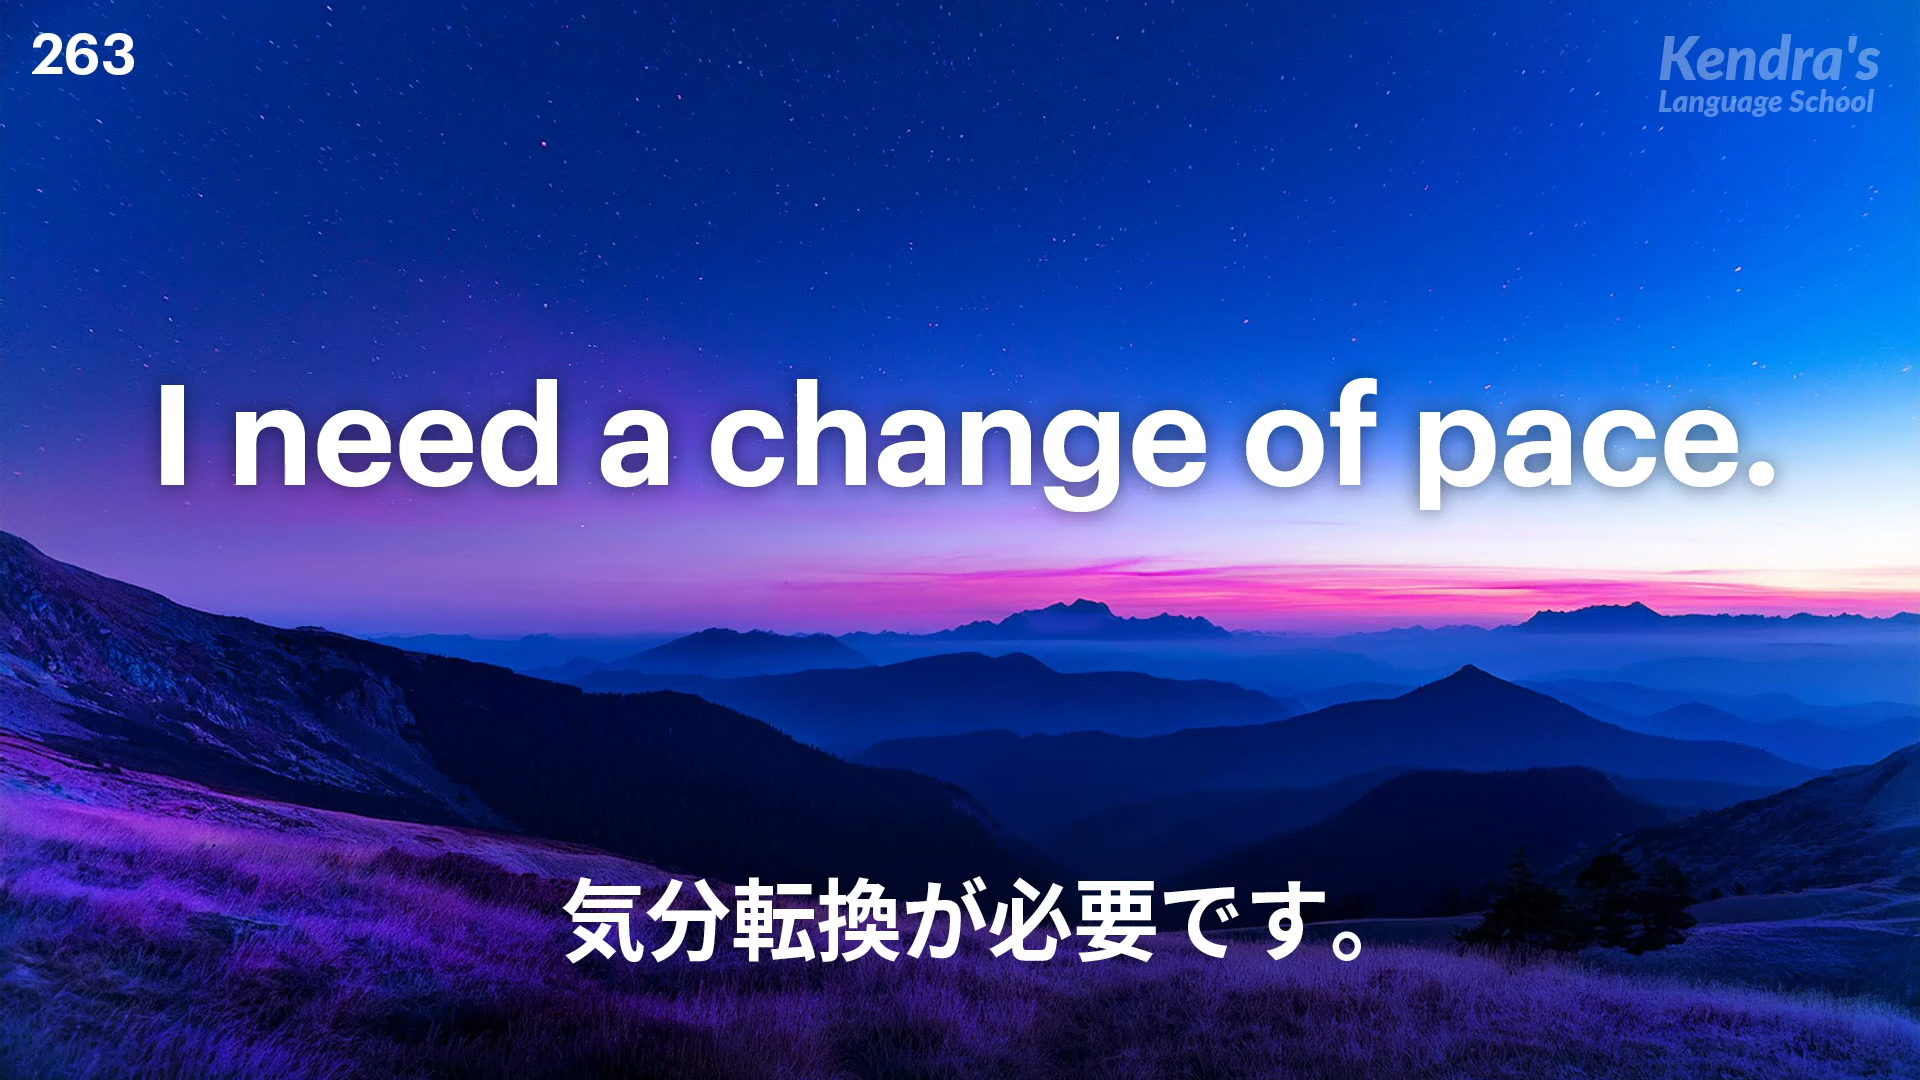 263
Kendra's
Language School
I need a change of pace.
気分転換が必要です。